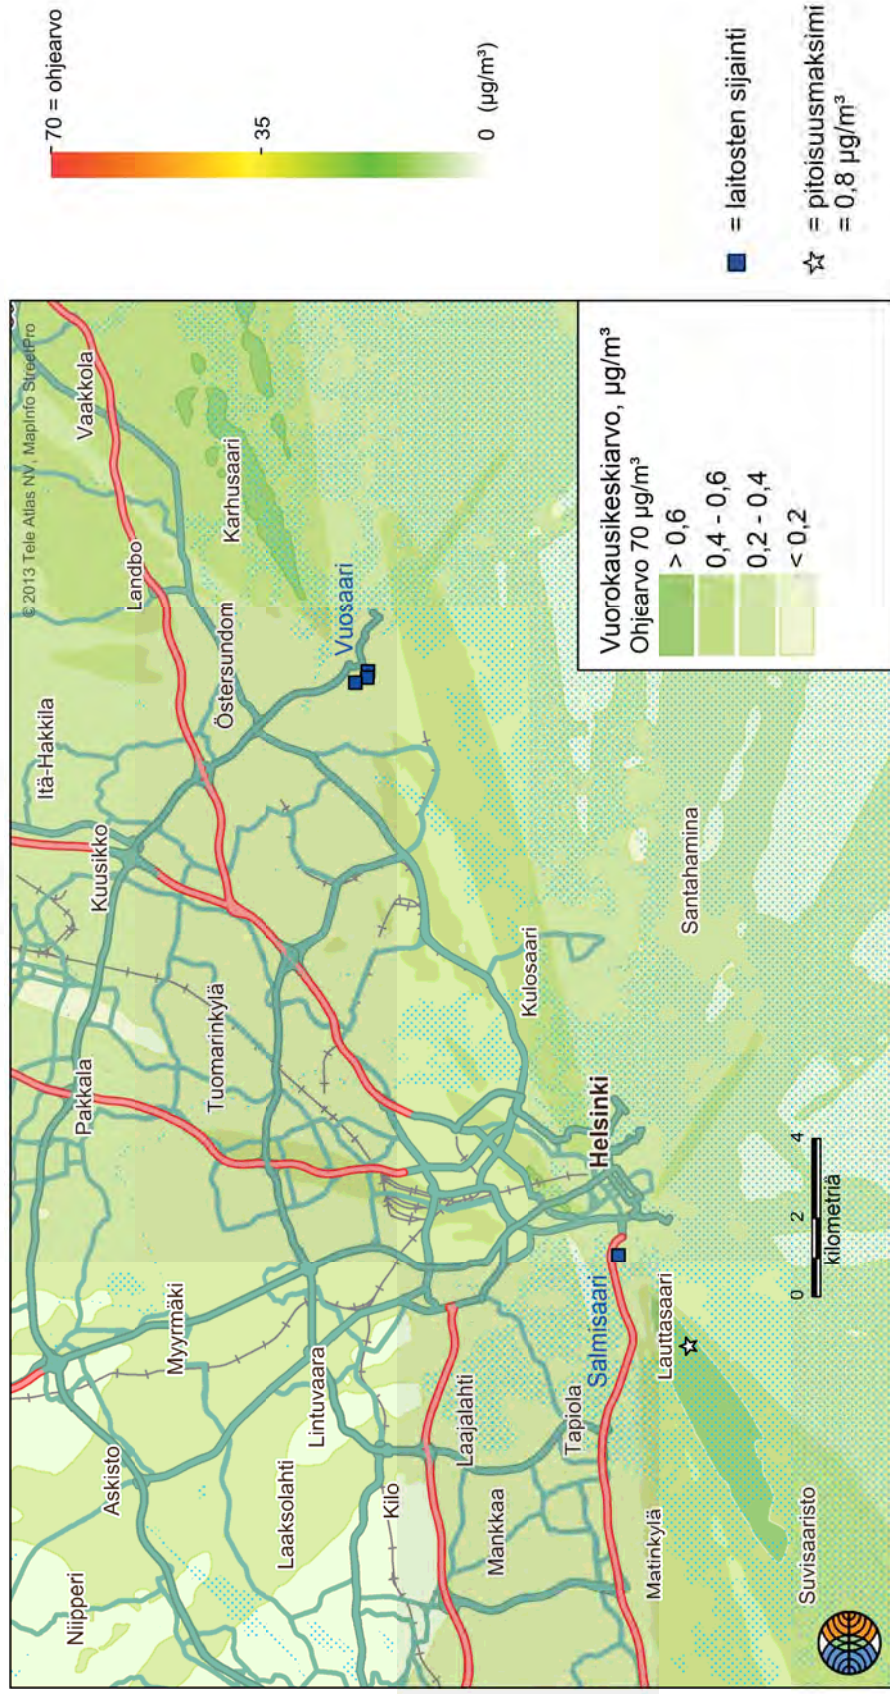 © 2013 Tele Atlas NV, MapInfo StreetPro
Vaakkola
Landbo
Karhusaari
Itä-Hakkila
Östersundom
Vuosaari
Kuusikko
Pakkala
Tuomarinkylä
Kulosaari
Santahamina
Helsinki
Myyrmäki
Askisto
Niipperi
Lintuvaara
Laaksolahti
Kilo
Laajalahti
Mankkaa
Tapiola
Salmisaari
Lauttasaari
Matinkylä
Suvisaaristo
0 2 4
kilometriä
Vuorokausikeskiarvo, µg/m³
Ohjearvo 70 µg/m³
> 0,6
0,4 - 0,6
0,2 - 0,4
< 0,2
70 = ohjearvo
35
0 (µg/m³)
= laitosten sijainti
= pitoisuusmaksimi
= 0,8 µg/m³